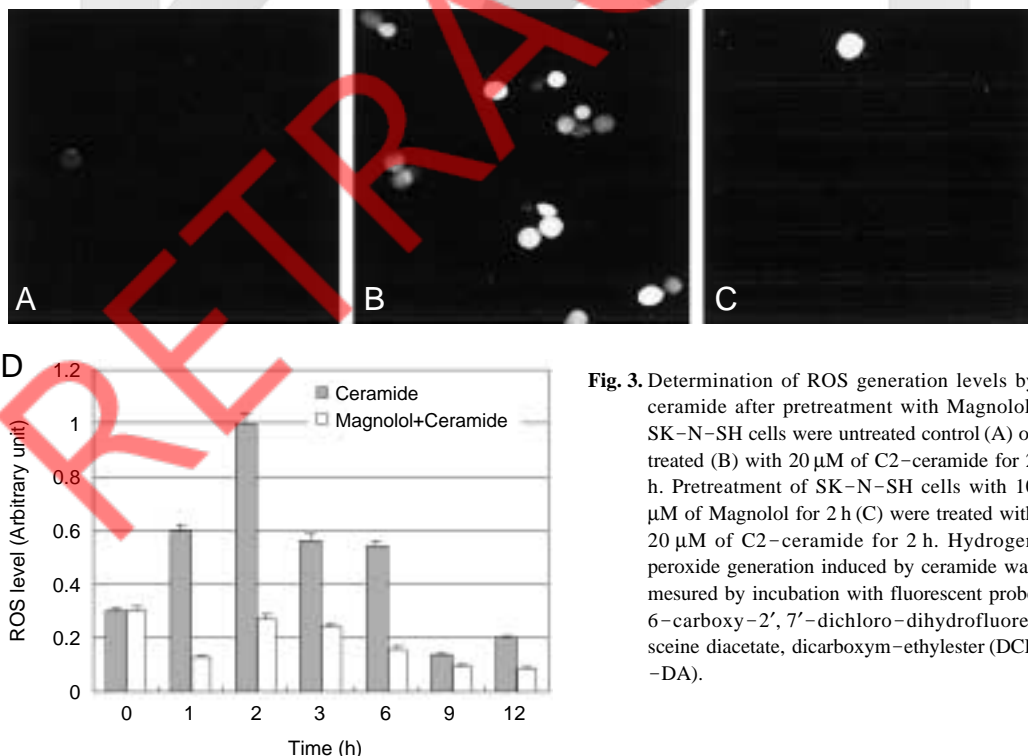 RETRAC
A
B
C
D
1.2
1
0.8
0.6
0.4
0.2
0
ROS level (Arbitrary unit)
Ceramide
Magnolol+Ceramide
0 1 2 3 6 9 12
Time (h)
Fig. 3. Determination of ROS generation levels by
ceramide after pretreatment with Magnolol
SK-N-SH cells were untreated control (A) o
treated (B) with 20 μM of C2-ceramide for 2
h. Pretreatment of SK-N-SH cells with 10
μM of Magnolol for 2 h (C) were treated with
20 μM of C2-ceramide for 2 h. Hydrogen
peroxide generation induced by ceramide wa
mesured by incubation with fluorescent probe
6-carboxy-2′, 7′-dichloro-dihydrofluore
sceine diacetate, dicarboxym-ethylester (DCF
-DA).